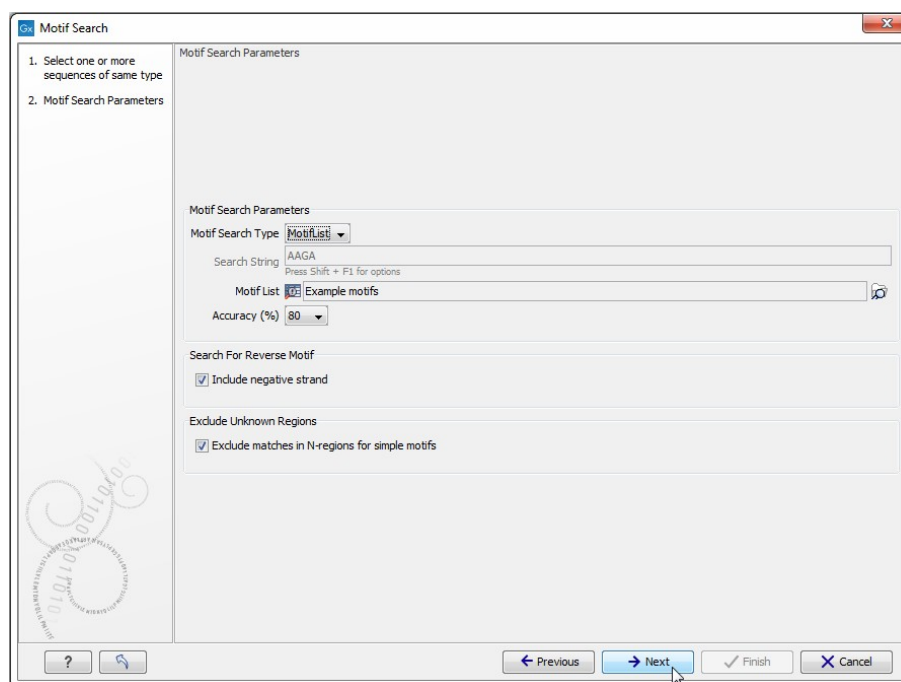 Gx Motif Search
1. Select one or more
sequences of same type
2. Motif Search Parameters
Motif Search Parameters
Motif Search Parameters
Motif Search Type MotifList
Search String AAGA
Press Shift + F1 for options
Motif List Example motifs
Accuracy (%) 80
Search For Reverse Motif
Include negative strand
Exclude Unknown Regions
Exclude matches in N-regions for simple motifs
? Previous Next Finish Cancel